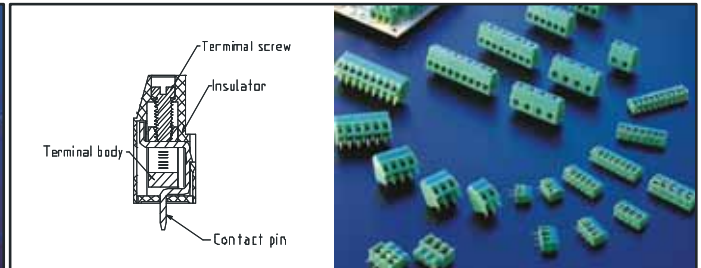 Terminal screw
Insulator
Terminal body
Contact pin